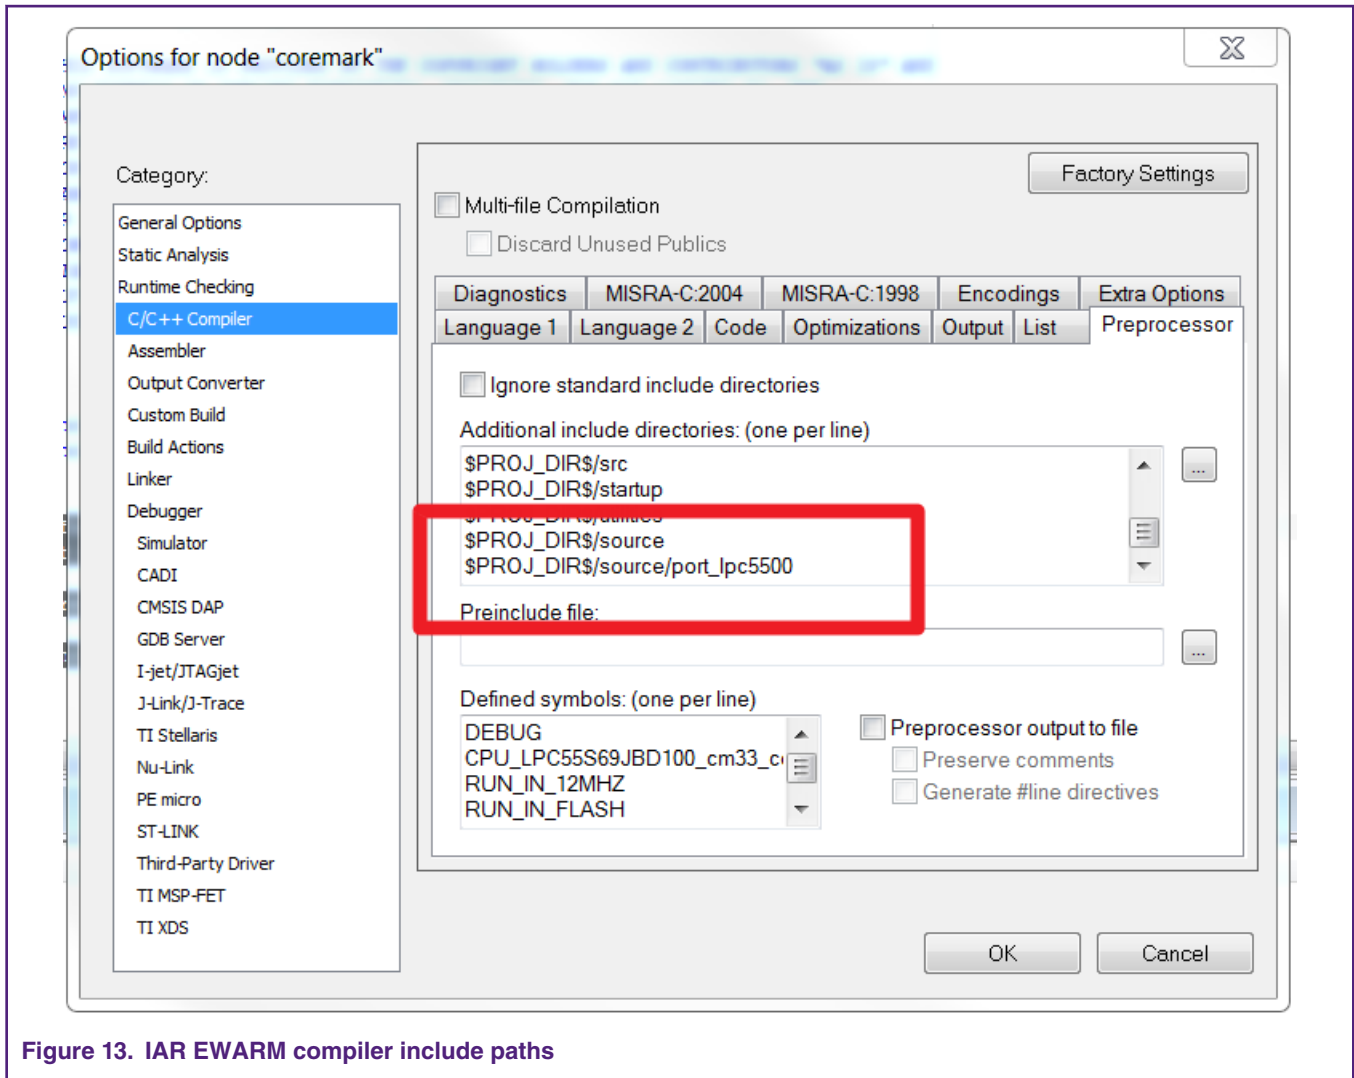 Options for node "coremark"
Category:
General Options
Static Analysis
Runtime Checking
C/C++ Compiler
Assembler
Output Converter
Custom Build
Build Actions
Linker
Debugger
Simulator
CADI
CMSIS DAP
GDB Server
I-jet/JTAGjet
J-Link/J-Trace
TI Stellaris
Nu-Link
PE micro
ST-LINK
Third-Party Driver
TI MSP-FET
TI XDS
Factory Settings
Multi-file Compilation
Discard Unused Publics
Diagnostics MISRA-C:2004 MISRA-C:1998 Encodings Extra Options
Language 1 Language 2 Code Optimizations Output List Preprocessor
Ignore standard include directories
Additional include directories: (one per line)
$PROJ_DIR$/src
$PROJ_DIR$/startup
$PROJ_DIR$/utilities
$PROJ_DIR$/source
$PROJ_DIR$/source/port_lpc5500
...
Preinclude file:
...
Defined symbols: (one per line)
DEBUG
CPU_LPC55S69JBD100_cm33_c
RUN_IN_12MHZ
RUN_IN_FLASH
Preprocessor output to file
Preserve comments
Generate #line directives
OK Cancel
Figure 13. IAR EWARM compiler include paths